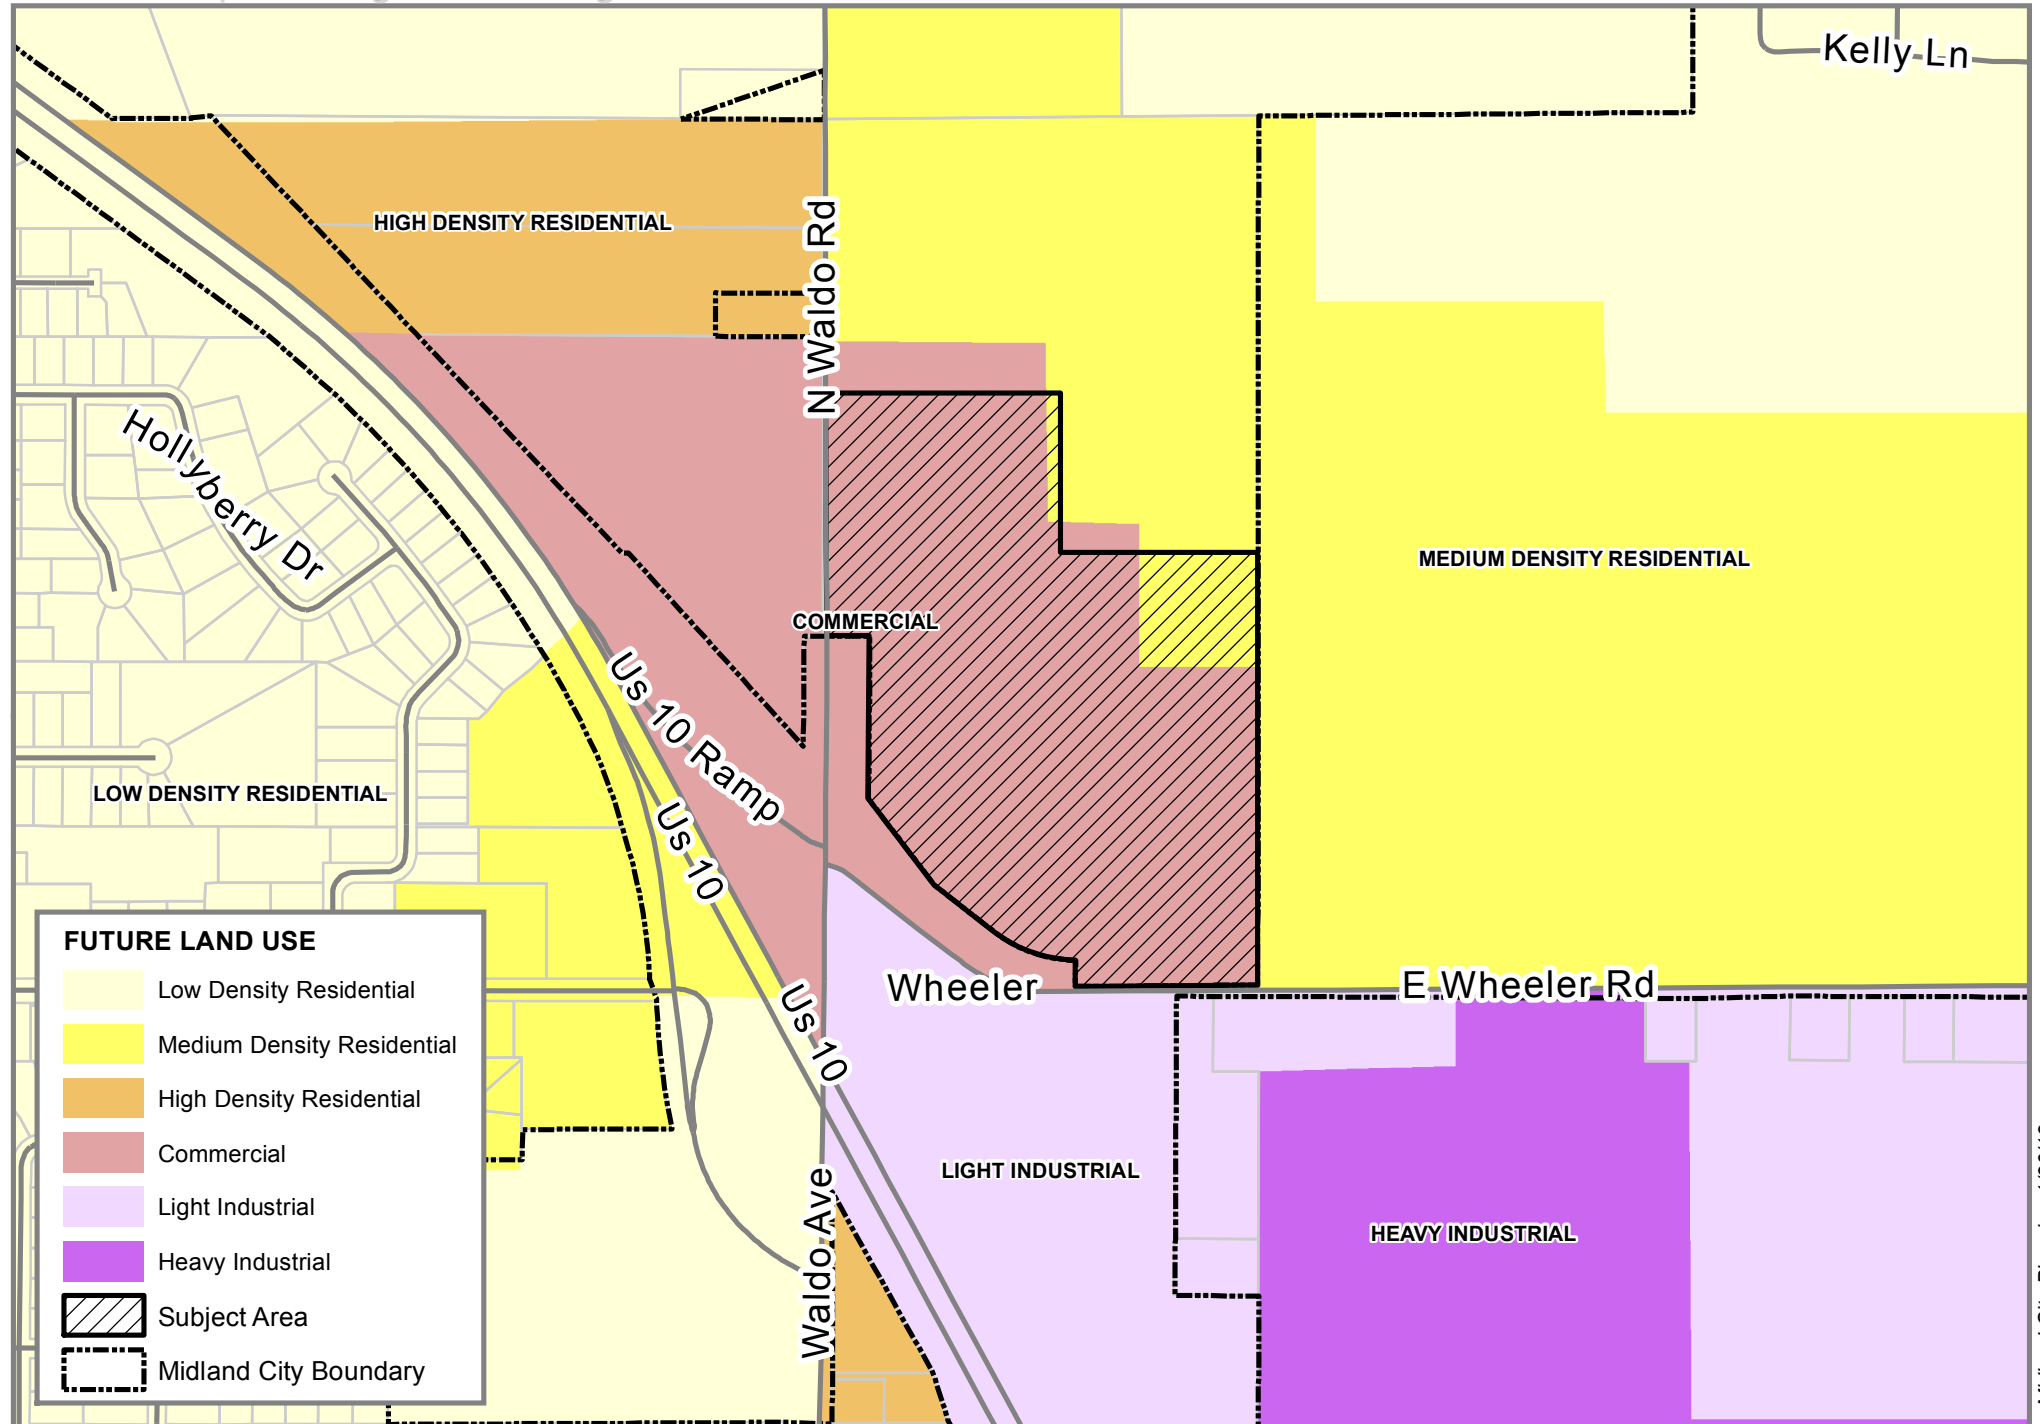 Kelly Ln
HIGH DENSITY RESIDENTIAL
N Waldo Rd
Hollyberry Dr
MEDIUM DENSITY RESIDENTIAL
COMMERCIAL
Us 10 Ramp
LOW DENSITY RESIDENTIAL
Us 10
Wheeler
E Wheeler Rd
Us 10
LIGHT INDUSTRIAL
HEAVY INDUSTRIAL
Waldo Ave
FUTURE LAND USE
Low Density Residential
Medium Density Residential
High Density Residential
Commercial
Light Industrial
Heavy Industrial
Subject Area
Midland City Boundary